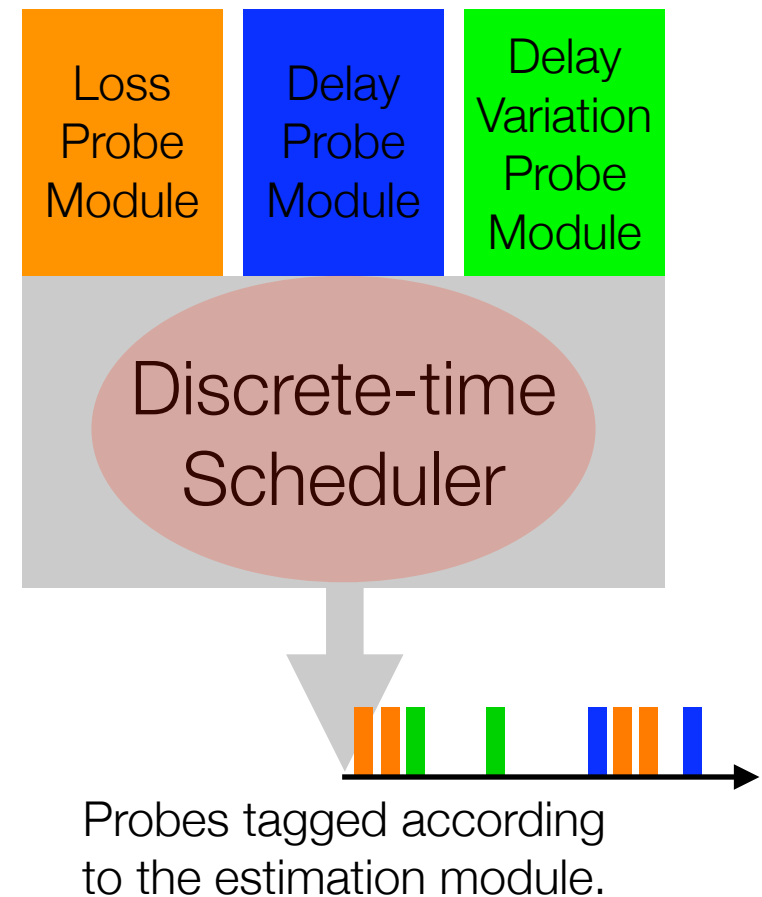 Loss
Probe
Module
Delay
Probe
Module
Delay
Variation
Probe
Module
Discrete-time
Scheduler
Probes tagged according
to the estimation module.